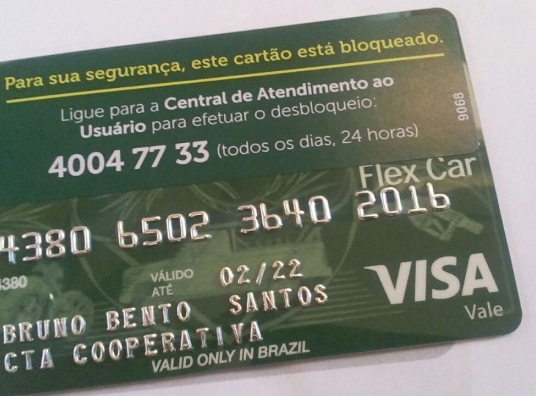 Para sua segurança, este cartão está bloqueado.
Ligue para a Central de Atendimento ao
Usuário para efetuar o desbloqueio:
4004 77 33 (todos os dias, 24 horas)
9068
Flex Car
4380 6502 3640 2016
4380
VÁLIDO
ATÉ
02/22
VISA
Vale
BRUNO BENTO SANTOS
CTA COOPERATIVA
VALID ONLY IN BRAZIL